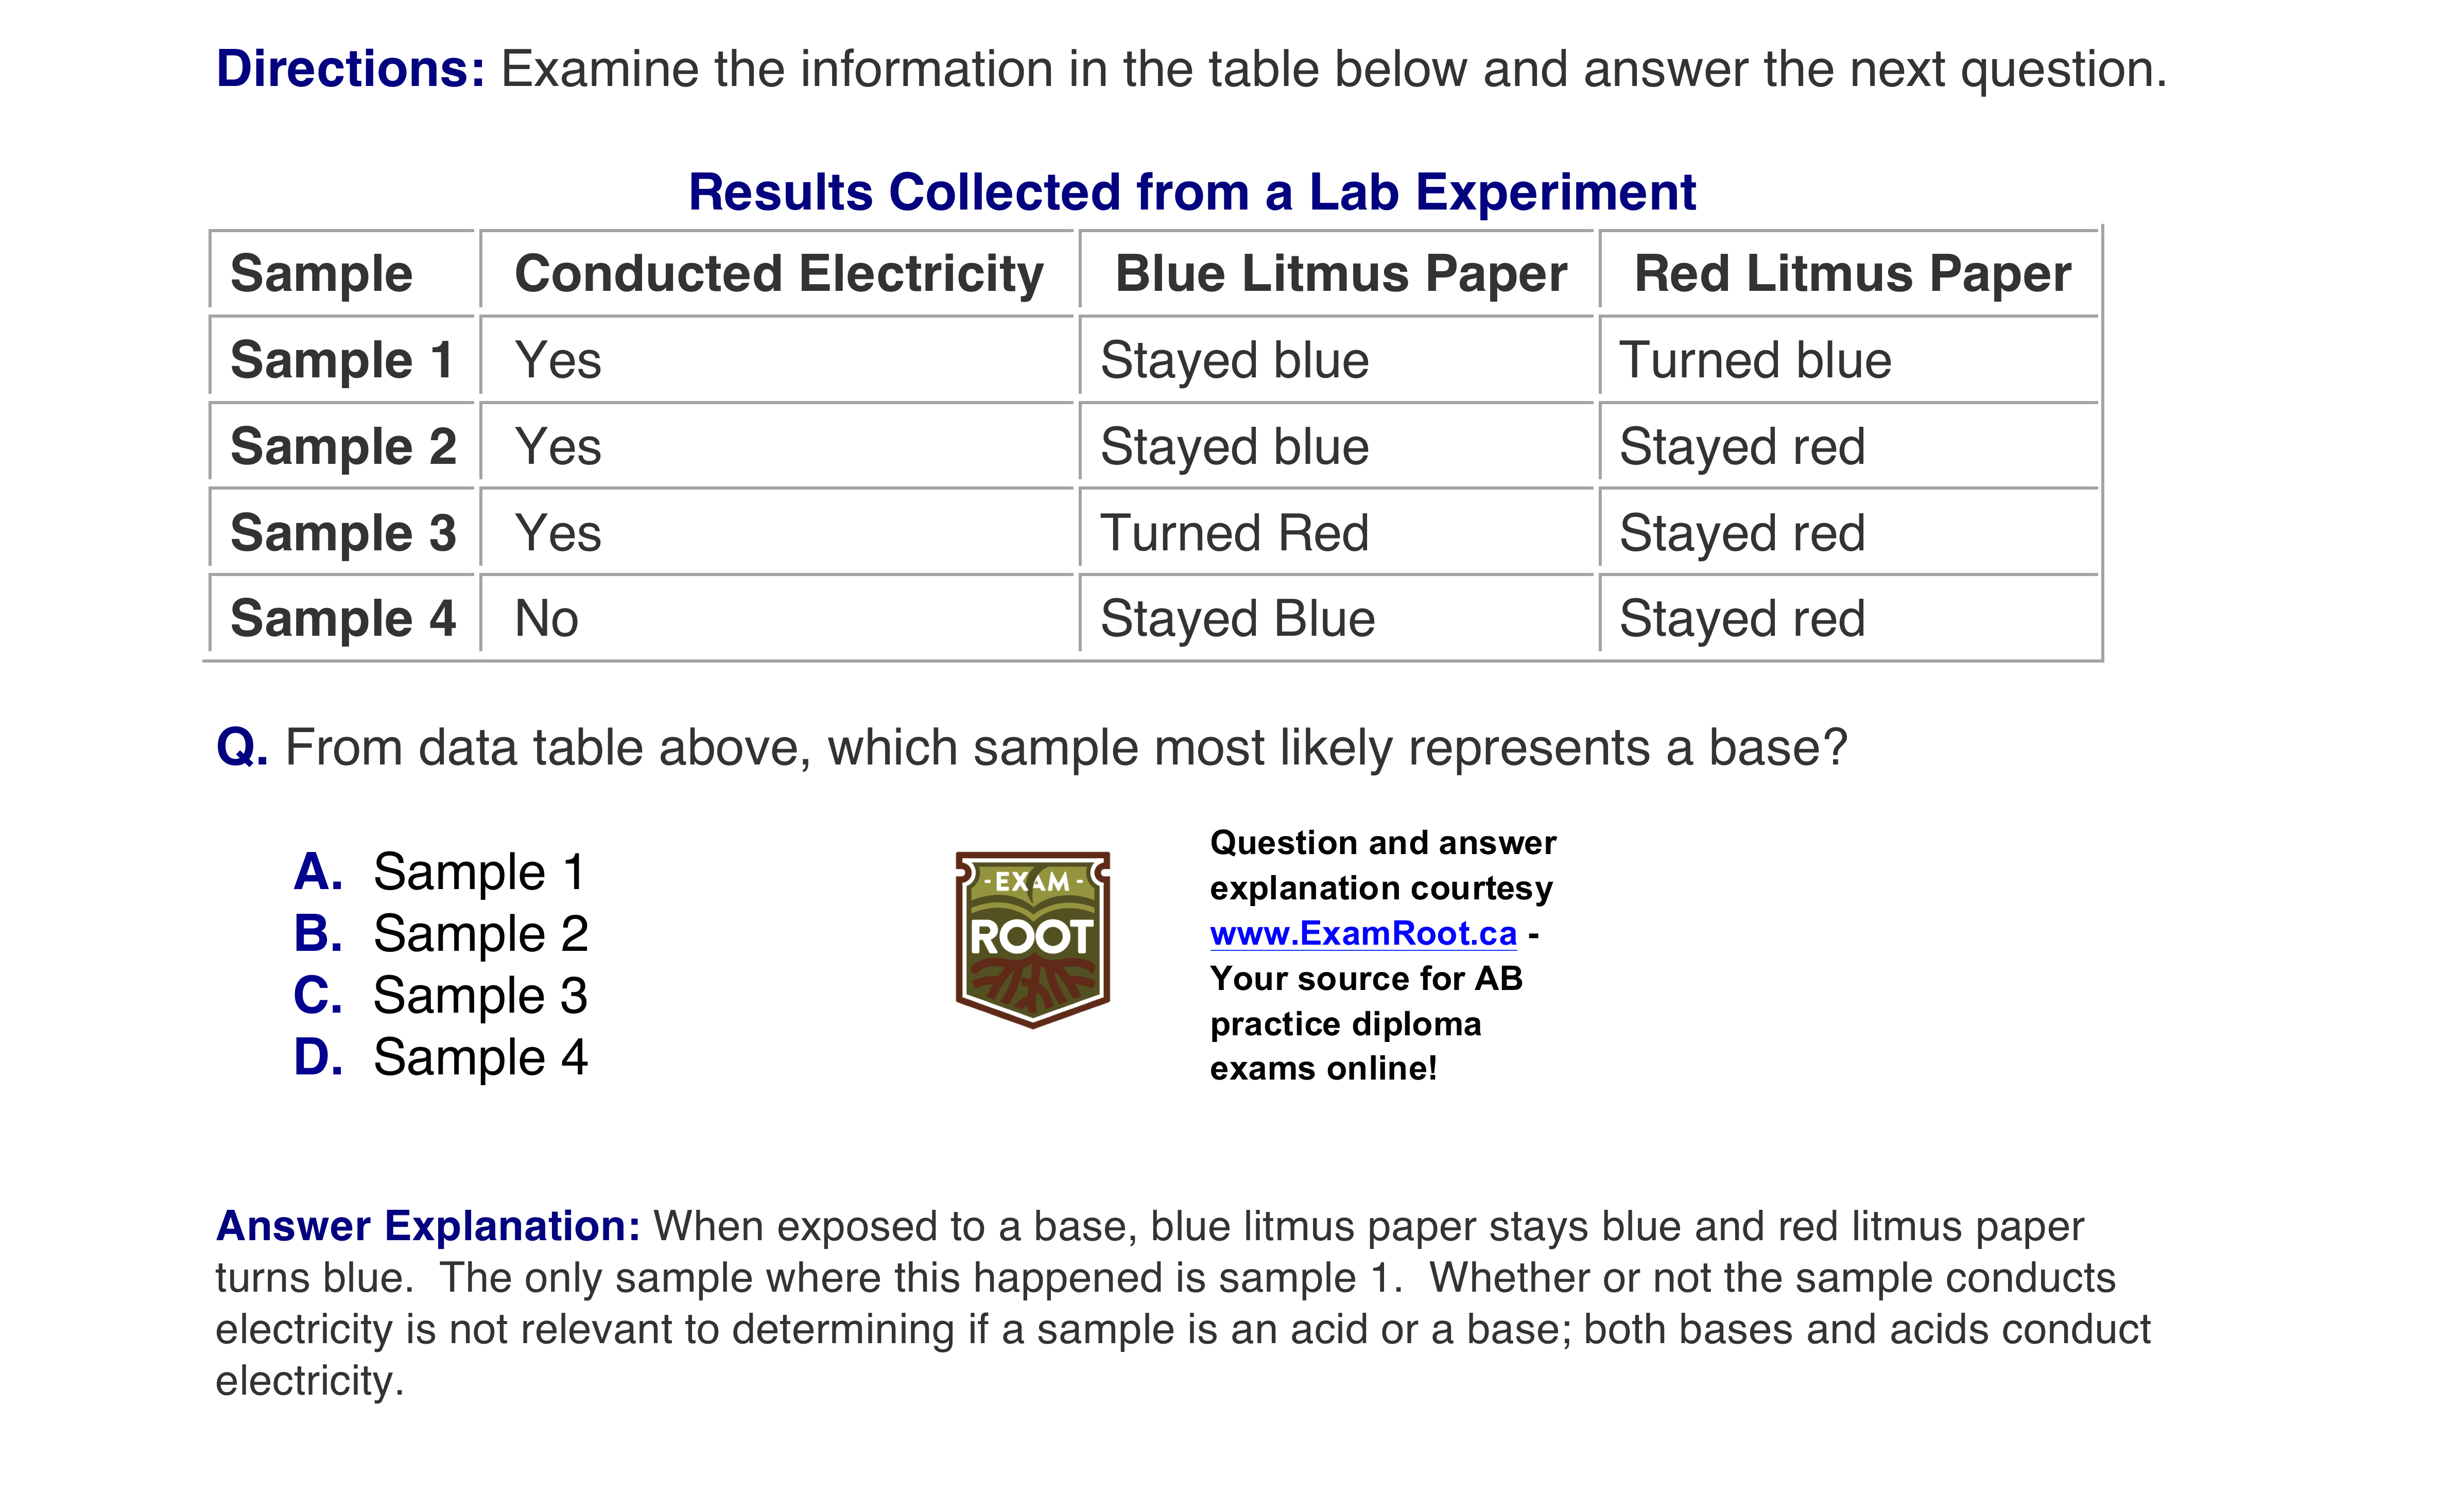 Directions: Examine the information in the table below and answer the next question.
Results Collected from a Lab Experiment
Sample Conducted Electricity Blue Litmus Paper Red Litmus Paper
Sample 1 Yes Stayed blue Turned blue
Sample 2 Yes Stayed blue Stayed red
Sample 3 Yes Turned Red Stayed red
Sample 4 No Stayed Blue Stayed red
Q. From data table above, which sample most likely represents a base?
A. Sample 1
B. Sample 2
C. Sample 3
D. Sample 4
- EXAM -
ROOT
Question and answer
explanation courtesy
www.ExamRoot.ca -
Your source for AB
practice diploma
exams online!
Answer Explanation: When exposed to a base, blue litmus paper stays blue and red litmus paper
turns blue. The only sample where this happened is sample 1. Whether or not the sample conducts
electricity is not relevant to determining if a sample is an acid or a base; both bases and acids conduct
electricity.